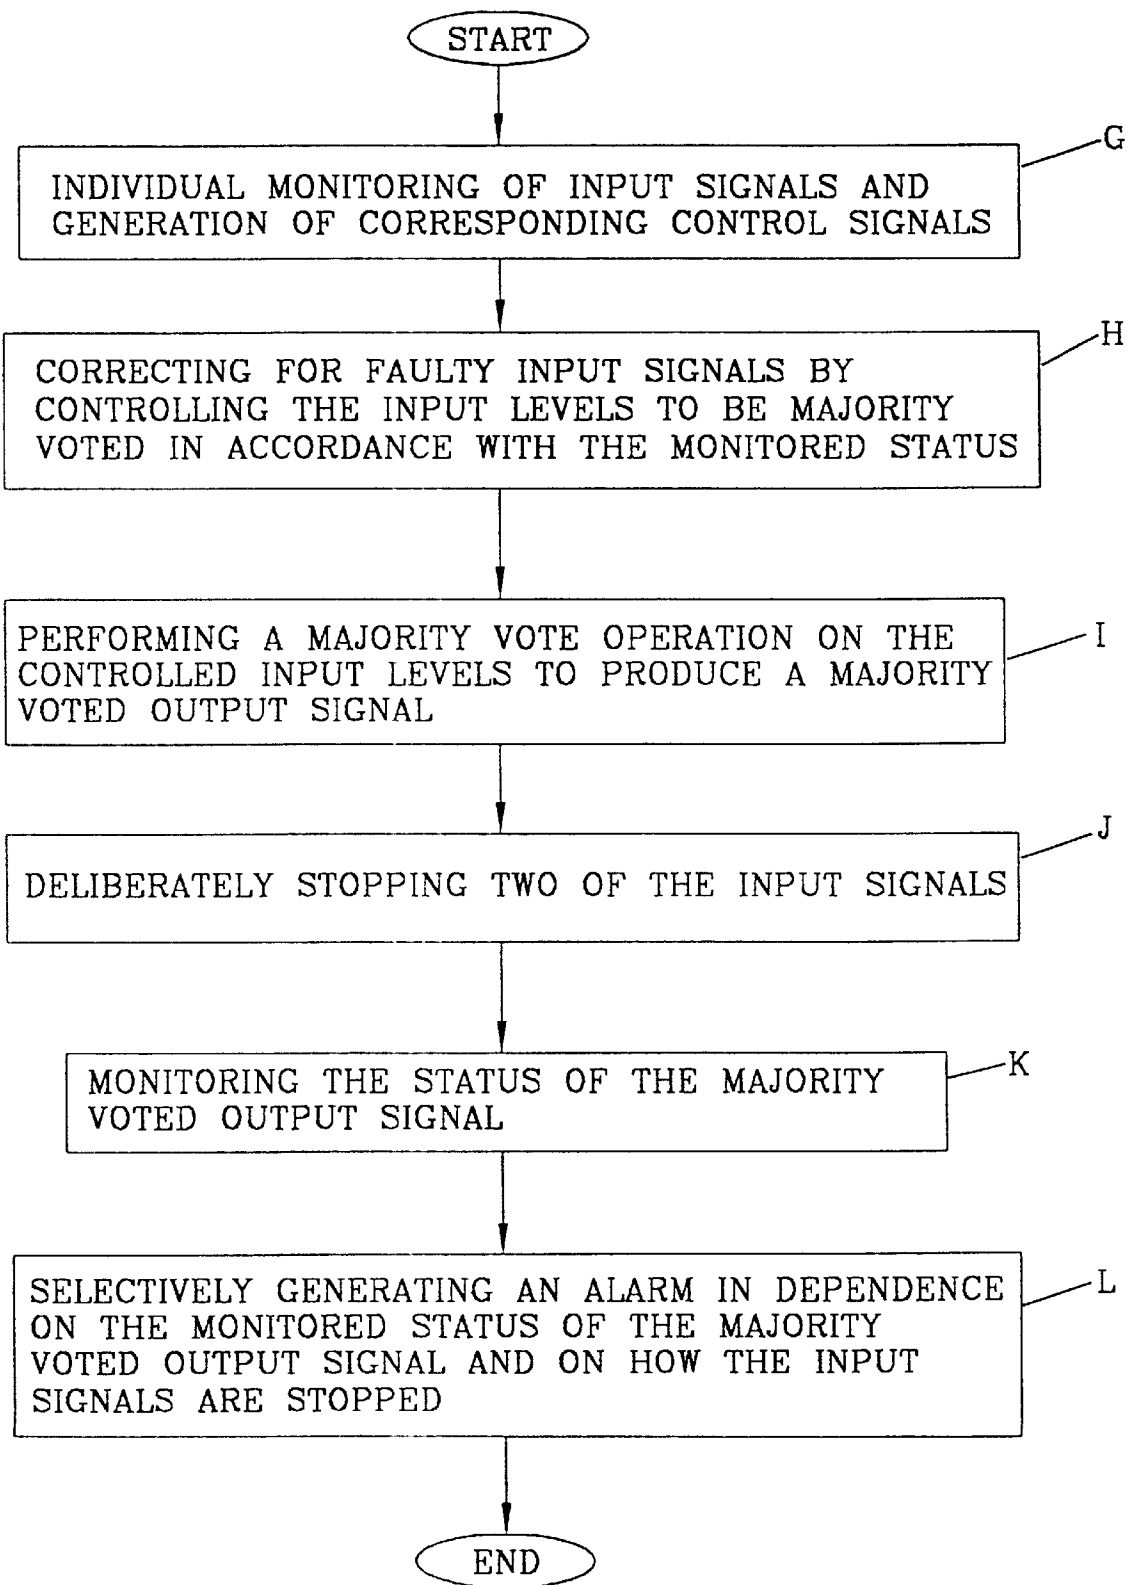 START
G
INDIVIDUAL MONITORING OF INPUT SIGNALS AND
GENERATION OF CORRESPONDING CONTROL SIGNALS
H
CORRECTING FOR FAULTY INPUT SIGNALS BY
CONTROLLING THE INPUT LEVELS TO BE MAJORITY
VOTED IN ACCORDANCE WITH THE MONITORED STATUS
I
PERFORMING A MAJORITY VOTE OPERATION ON THE
CONTROLLED INPUT LEVELS TO PRODUCE A MAJORITY
VOTED OUTPUT SIGNAL
J
DELIBERATELY STOPPING TWO OF THE INPUT SIGNALS
K
MONITORING THE STATUS OF THE MAJORITY
VOTED OUTPUT SIGNAL
L
SELECTIVELY GENERATING AN ALARM IN DEPENDENCE
ON THE MONITORED STATUS OF THE MAJORITY
VOTED OUTPUT SIGNAL AND ON HOW THE INPUT
SIGNALS ARE STOPPED
END